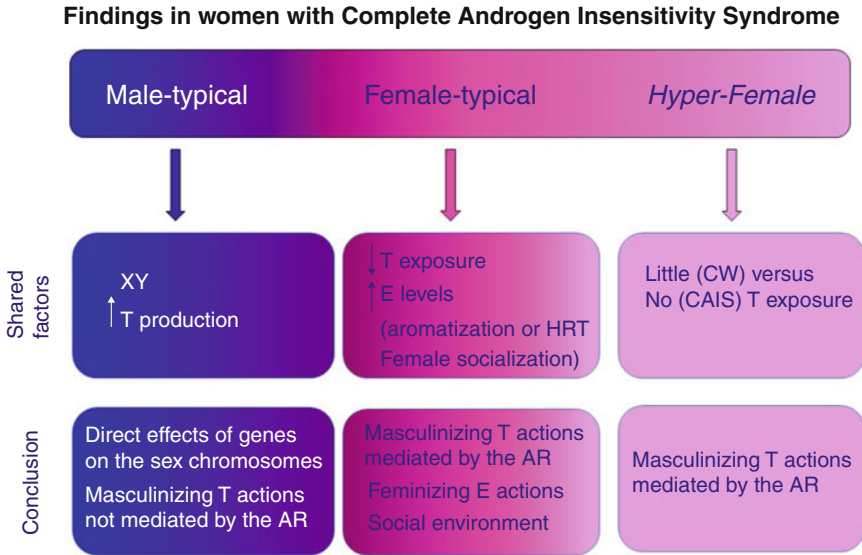 Findings in women with Complete Androgen Insensitivity Syndrome
Male-typical
Female-typical
Hyper-Female
Shared
factors
XY
↑ T production
↓ T exposure
↑ E levels
(aromatization or HRT
Female socialization)
Little (CW) versus
No (CAIS) T exposure
Conclusion
Direct effects of genes
on the sex chromosomes
Masculinizing T actions
not mediated by the AR
Masculinizing T actions
mediated by the AR
Feminizing E actions
Social environment
Masculinizing T actions
mediated by the AR